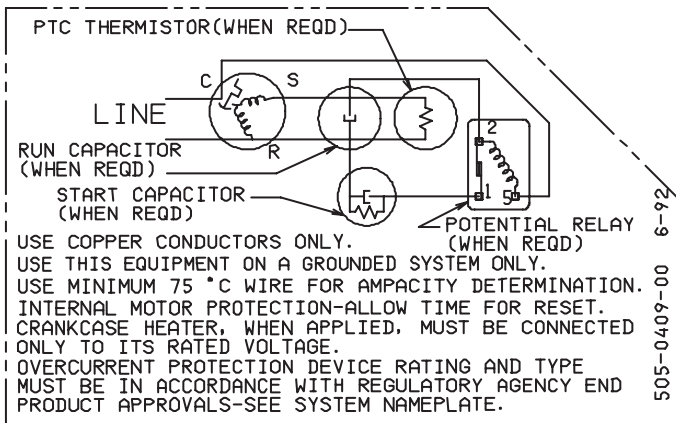 PTC THERMISTOR(WHEN REQD)
C
S
LINE
R
RUN CAPACITOR
(WHEN REQD)
2
START CAPACITOR
(WHEN REQD)
1
5
POTENTIAL RELAY
(WHEN REQD)
USE COPPER CONDUCTORS ONLY.
USE THIS EQUIPMENT ON A GROUNDED SYSTEM ONLY.
USE MINIMUM 75 °C WIRE FOR AMPACITY DETERMINATION.
INTERNAL MOTOR PROTECTION-ALLOW TIME FOR RESET.
CRANKCASE HEATER, WHEN APPLIED, MUST BE CONNECTED
ONLY TO ITS RATED VOLTAGE.
OVERCURRENT PROTECTION DEVICE RATING AND TYPE
MUST BE IN ACCORDANCE WITH REGULATORY AGENCY END
PRODUCT APPROVALS-SEE SYSTEM NAMEPLATE.
505-0409-00 6-92